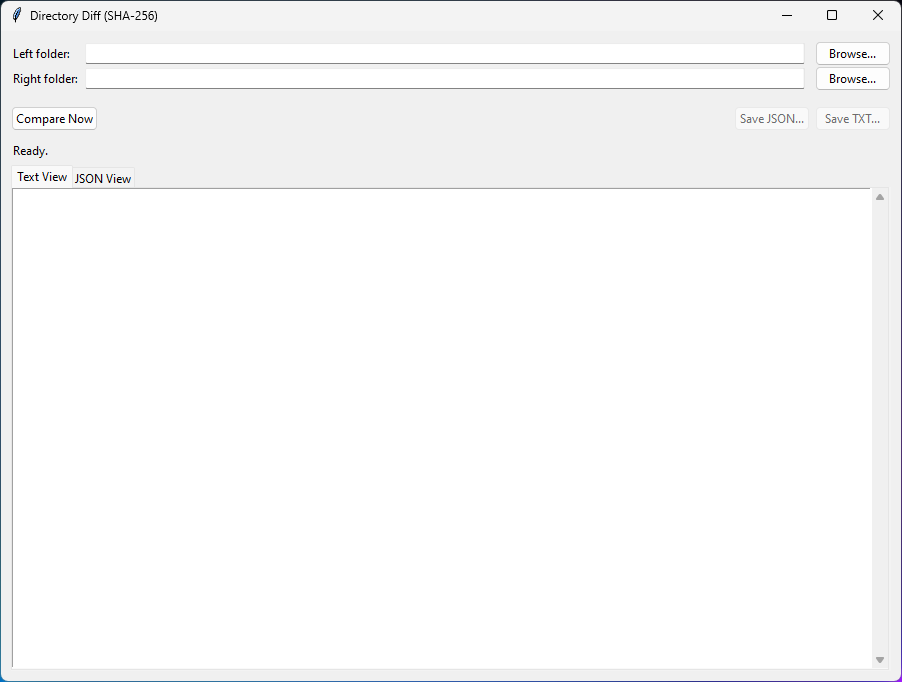 Directory Diff (SHA-256)
Left folder: Browse...
Right folder: Browse...
Compare Now Save JSON... Save TXT...
Ready.
Text View JSON View